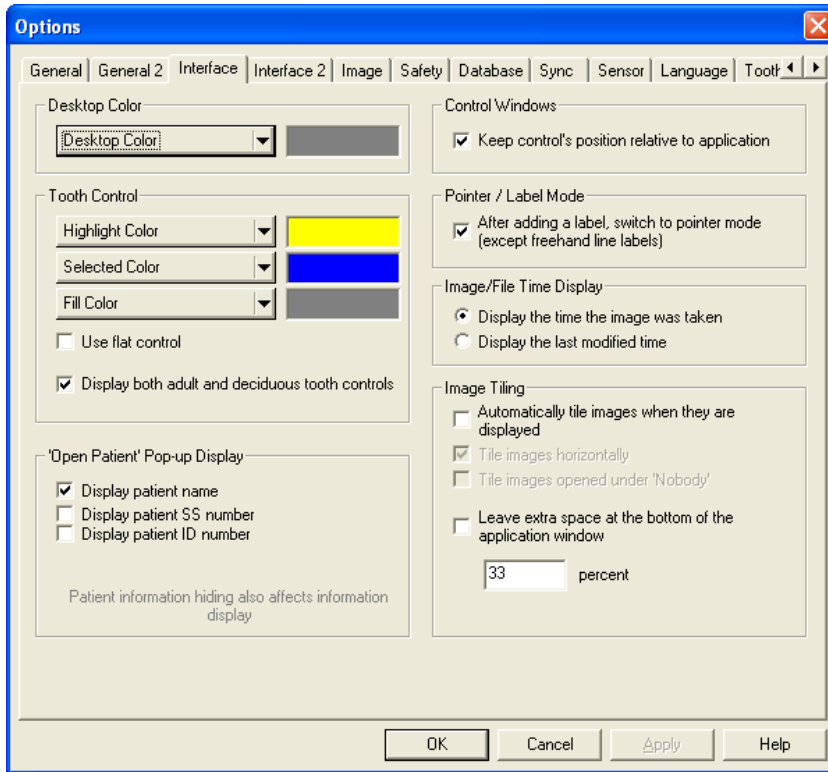 Options
General
General 2
Interface
Interface 2
Image
Safety
Database
Sync
Sensor
Language
Tooth
Desktop Color
Desktop Color
Tooth Control
Highlight Color
Selected Color
Fill Color
Use flat control
Display both adult and deciduous tooth controls
'Open Patient' Pop-up Display
Display patient name
Display patient SS number
Display patient ID number
Patient information hiding also affects information
display
Control Windows
Keep control's position relative to application
Pointer / Label Mode
After adding a label, switch to pointer mode
(except freehand line labels)
Image/File Time Display
Display the time the image was taken
Display the last modified time
Image Tiling
Automatically tile images when they are
displayed
Tile images horizontally
Tile images opened under 'Nobody'
Leave extra space at the bottom of the
application window
33 percent
OK
Cancel
Apply
Help